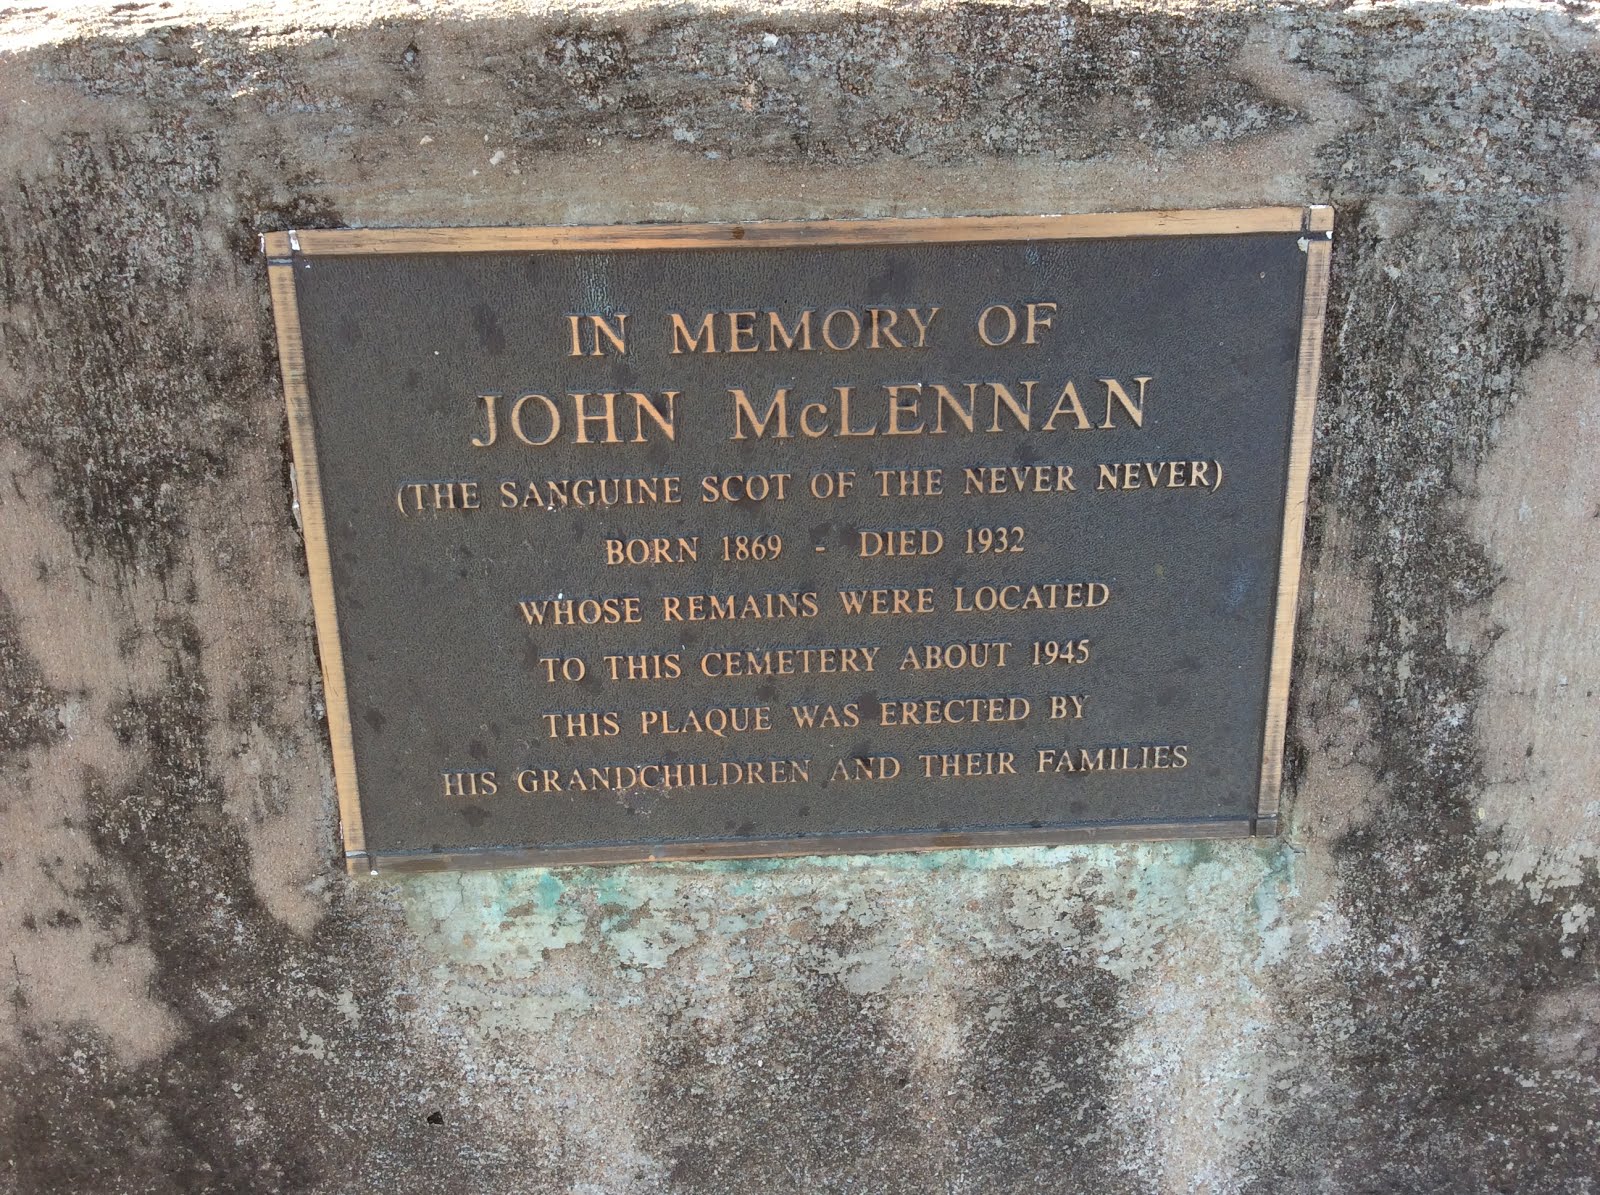 IN MEMORY OF
JOHN McLENNAN
(THE SANGUINE SCOT OF THE NEVER NEVER)
BORN 1869 - DIED 1932
WHOSE REMAINS WERE LOCATED
TO THIS CEMETERY ABOUT 1945
THIS PLAQUE WAS ERECTED BY
HIS GRANDCHILDREN AND THEIR FAMILIES